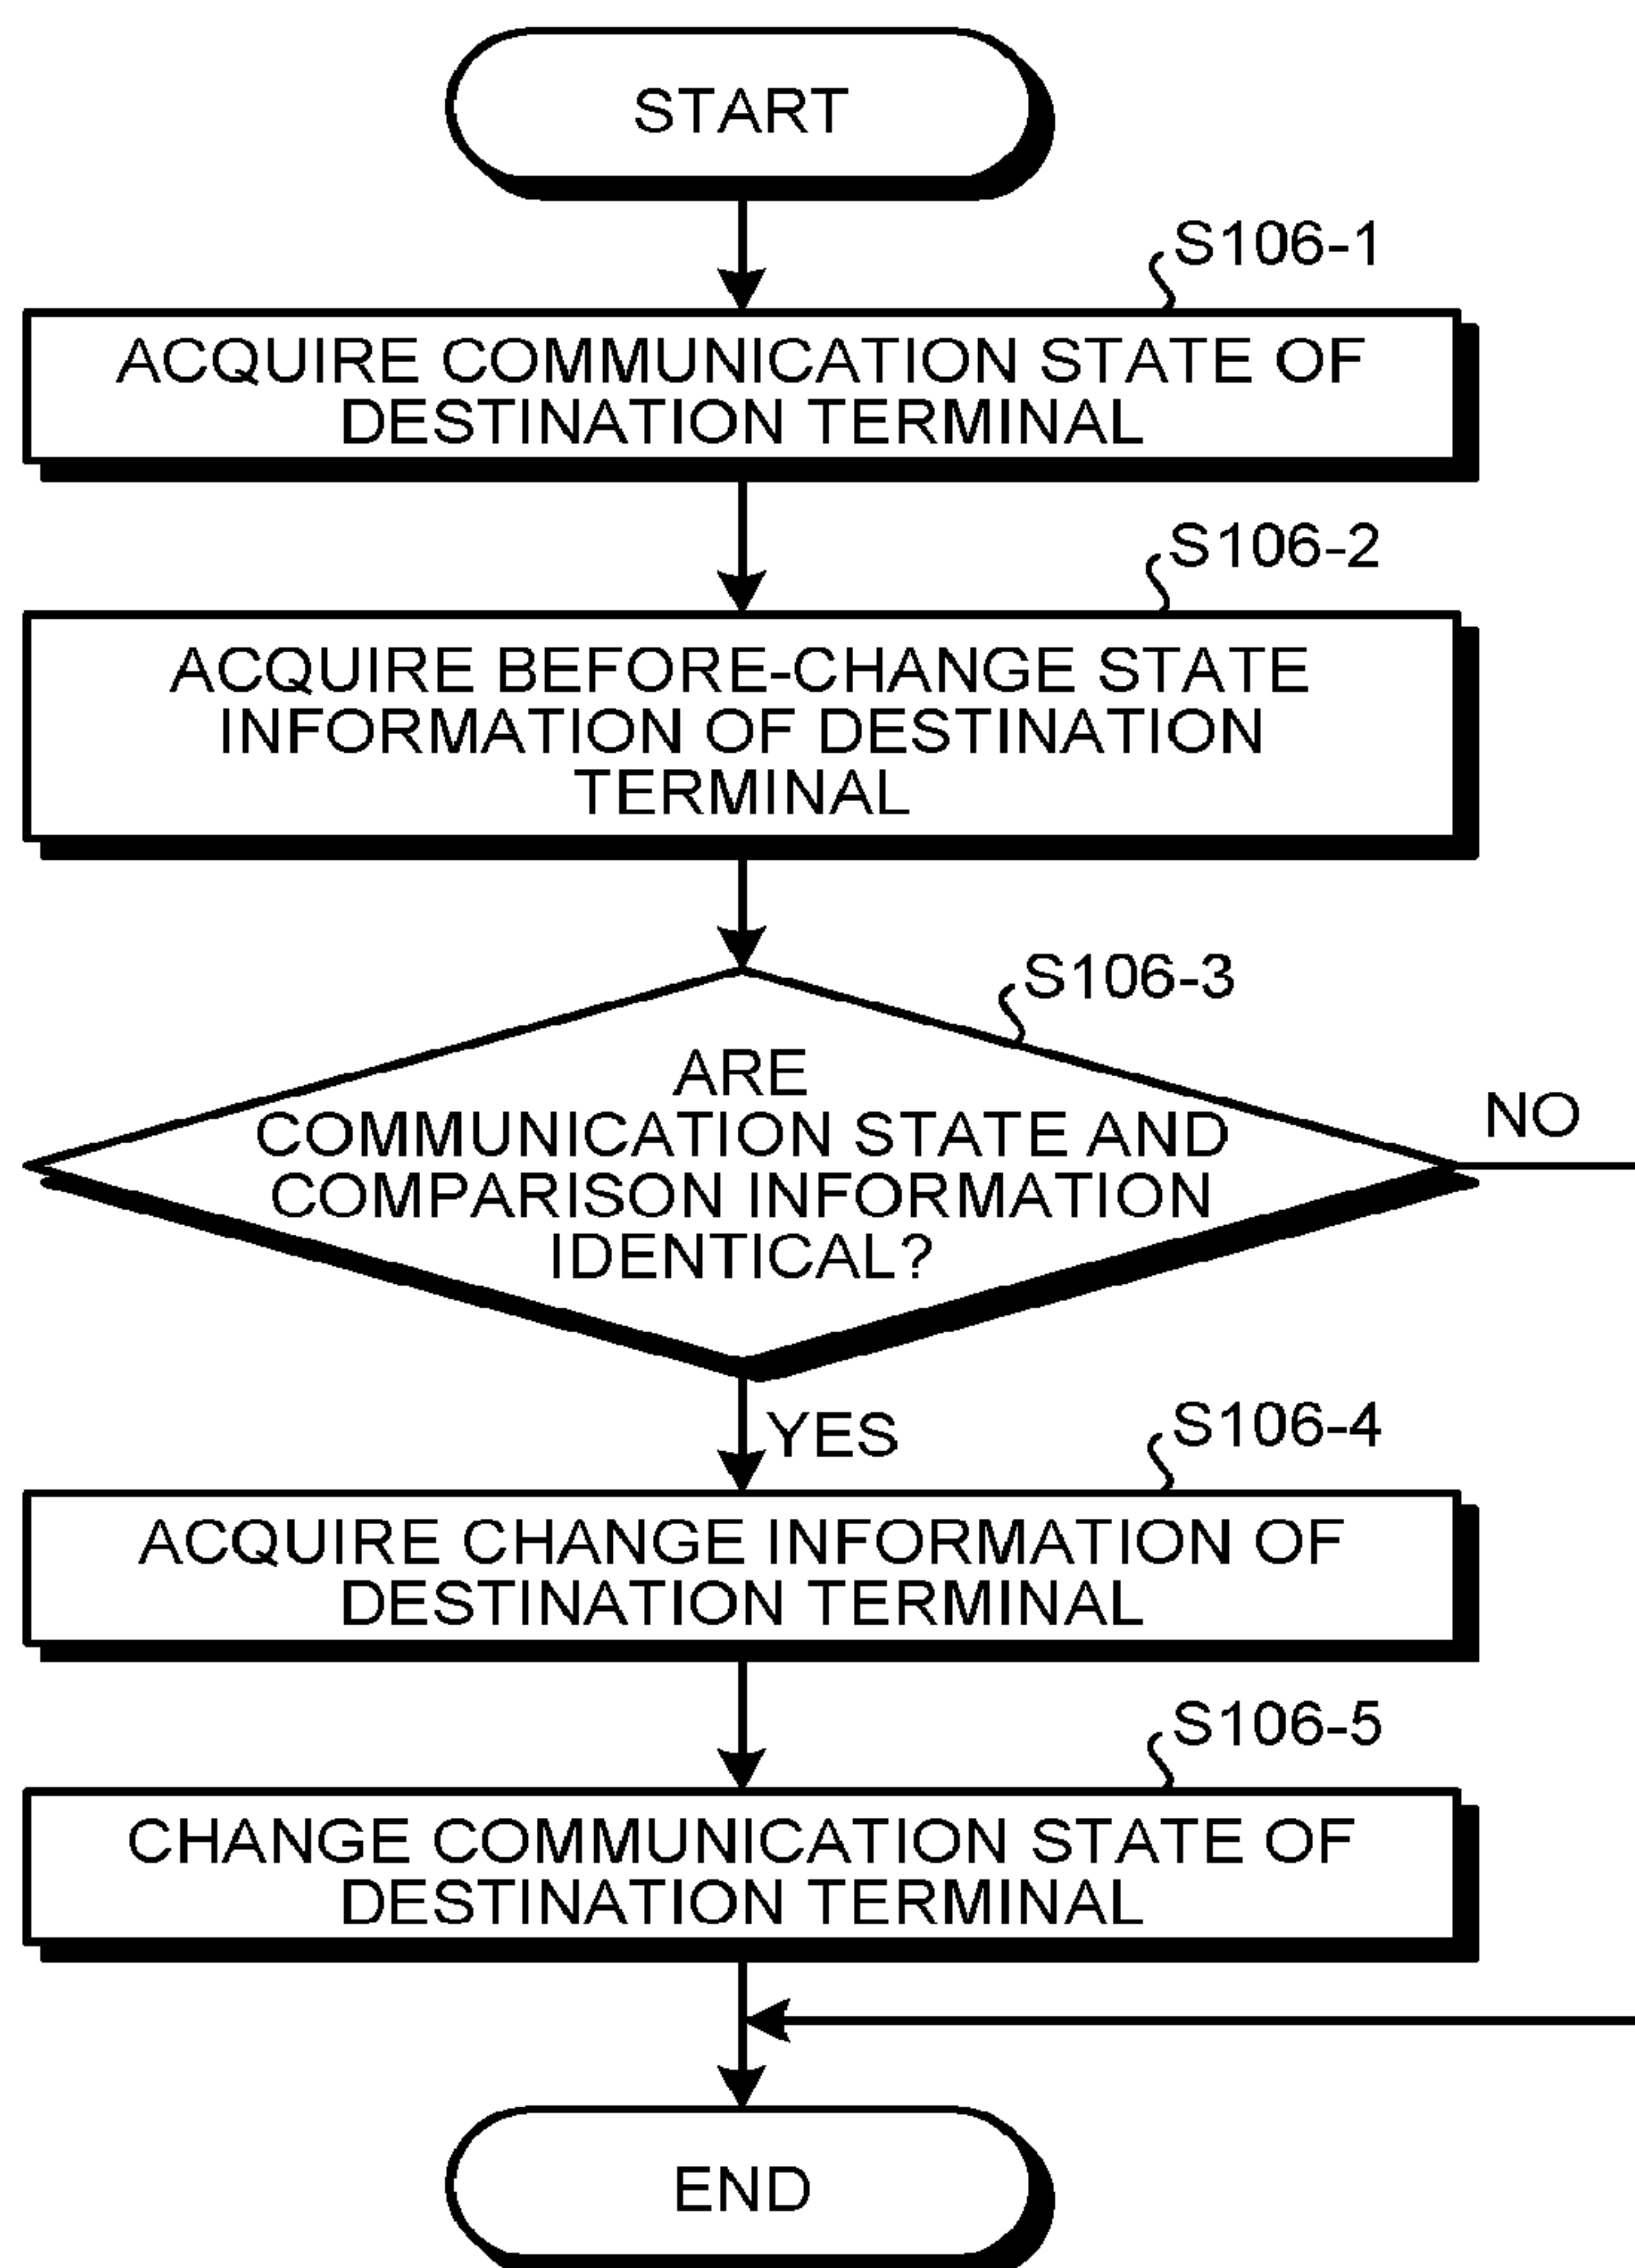 START
S106-1
ACQUIRE COMMUNICATION STATE OF
DESTINATION TERMINAL
S106-2
ACQUIRE BEFORE-CHANGE STATE
INFORMATION OF DESTINATION
TERMINAL
S106-3
ARE
COMMUNICATION STATE AND
COMPARISON INFORMATION
IDENTICAL?
NO
YES
S106-4
ACQUIRE CHANGE INFORMATION OF
DESTINATION TERMINAL
S106-5
CHANGE COMMUNICATION STATE OF
DESTINATION TERMINAL
END